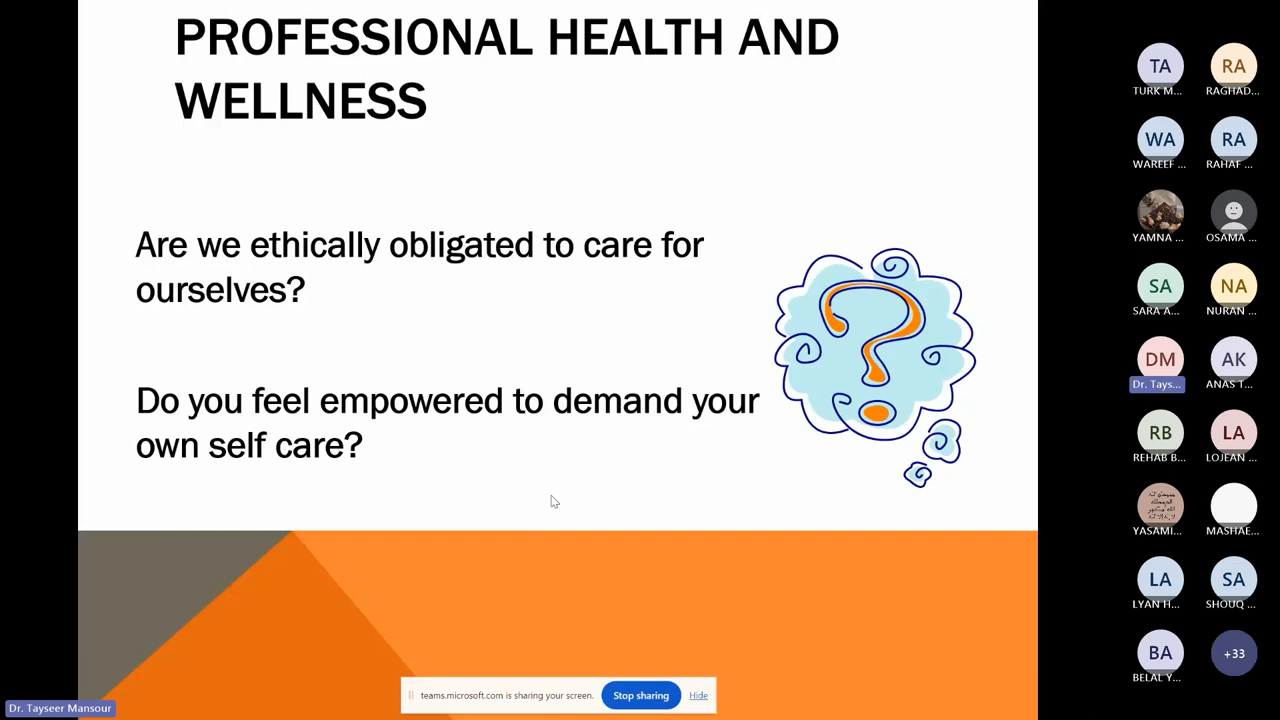 PROFESSIONAL HEALTH AND
WELLNESS
Are we ethically obligated to care for
ourselves?
Do you feel empowered to demand your
own self care?
teams.microsoft.com is sharing your screen.
Stop sharing
Hide
Dr. Tayseer Mansour
TA
RA
TURK M...
RAGHAD...
WA
RA
WAREEF ...
RAHAF ...
YAMNA ...
OSAMA ...
SA
NA
SARA A...
NURAN ...
DM
AK
Dr. Tays...
ANAS T...
RB
LA
REHAB B...
LOJEAN ...
YASAMI...
MASHAE...
LA
SA
LYAN H...
SHOUQ ...
BA
+33
BELAL Y...